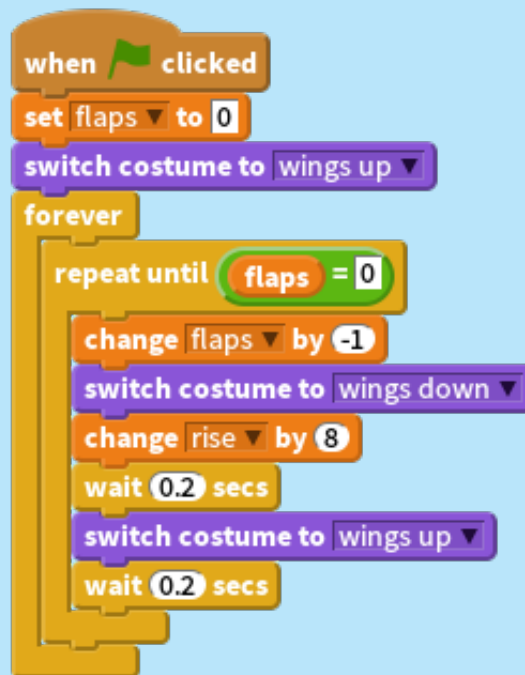 when clicked
set flaps to 0
switch costume to wings up
forever
repeat until flaps = 0
change flaps by -1
switch costume to wings down
change rise by 8
wait 0.2 secs
switch costume to wings up
wait 0.2 secs